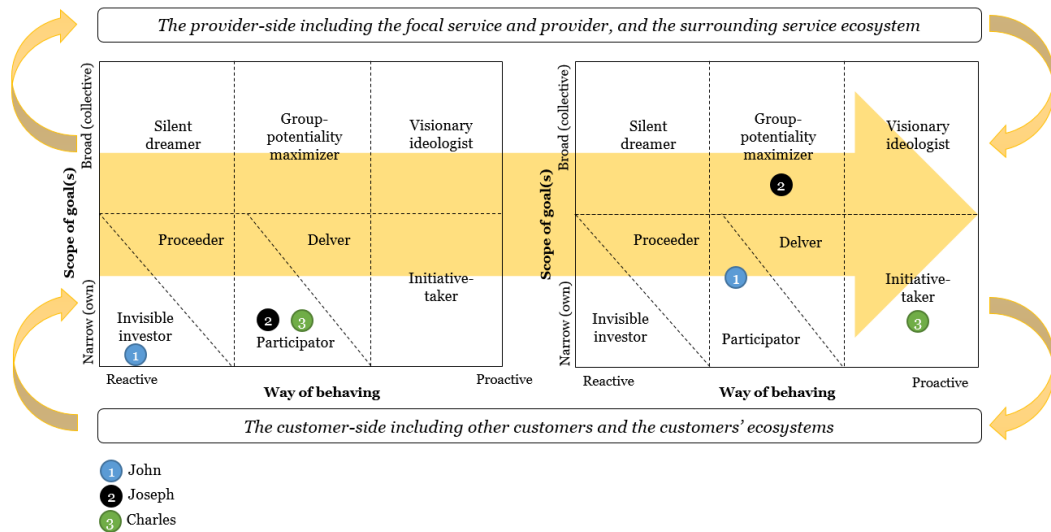 The provider-side including the focal service and provider, and the surrounding service ecosystem
Scope of goal(s)
Broad (collective)
Narrow (own)
Silent
dreamer
Group-
potentiality
maximizer
Visionary
ideologist
Proceeder
Delver
Initiative-
taker
Invisible
investor
1
2
3
Participator
Reactive
Way of behaving
Proactive
Scope of goal(s)
Broad (collective)
Narrow (own)
Silent
dreamer
Group-
potentiality
maximizer
2
Visionary
ideologist
Proceeder
Delver
1
Initiative-
taker
3
Invisible
investor
Participator
Reactive
Way of behaving
Proactive
The customer-side including other customers and the customers' ecosystems
1 John
2 Joseph
3 Charles